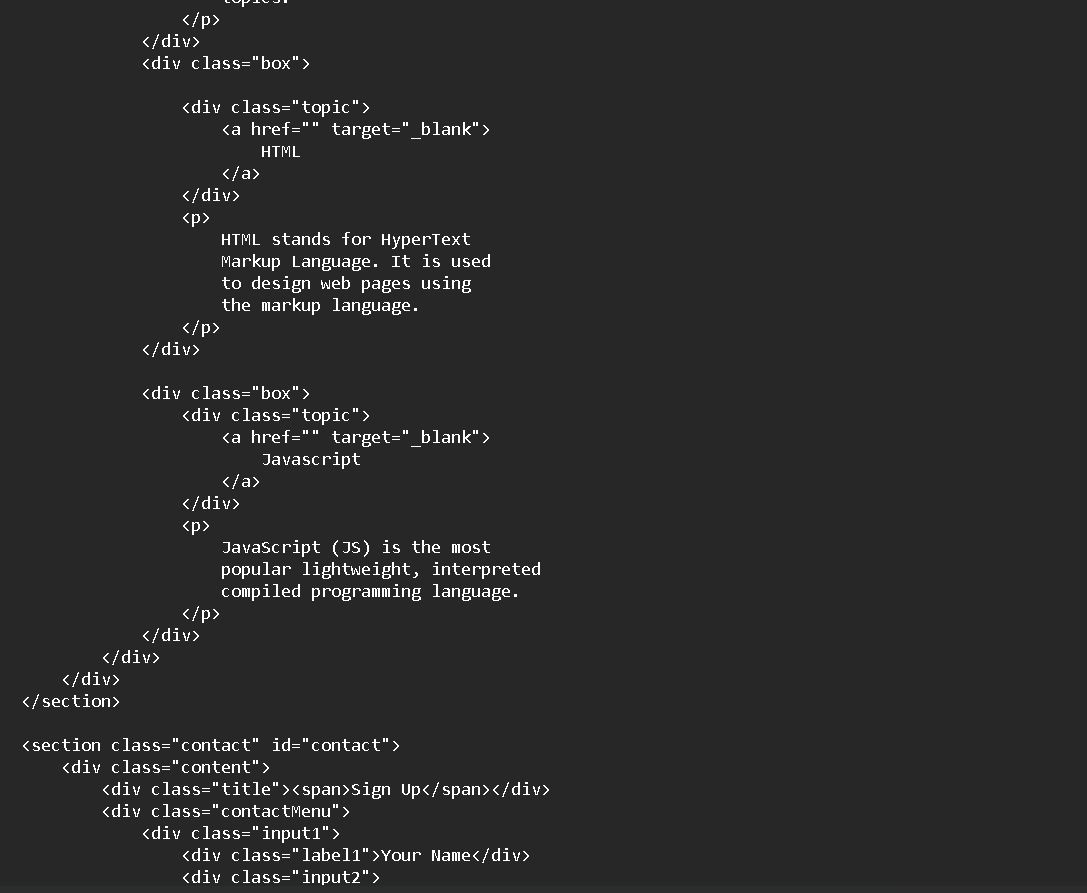 topics.
</p>
</div>
<div class="box">
<div class="topic">
<a href="" target="_blank">
HTML
</a>
</div>
<p>
HTML stands for HyperText
Markup Language. It is used
to design web pages using
the markup language.
</p>
</div>
<div class="box">
<div class="topic">
<a href="" target="_blank">
Javascript
</a>
</div>
<p>
JavaScript (JS) is the most
popular lightweight, interpreted
compiled programming language.
</p>
</div>
</div>
</div>
</section>
<section class="contact" id="contact">
<div class="content">
<div class="title"><span>Sign Up</span></div>
<div class="contactMenu">
<div class="input1">
<div class="label1">Your Name</div>
<div class="input2">